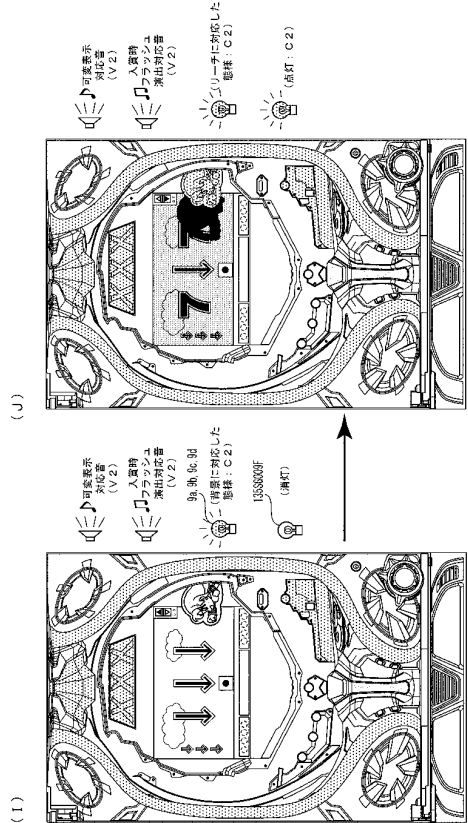 (I)
♪可変表示
対応音
(V2)
入賞時
フラッシュ
演出対応音
(V2)
9a,9b,9c,9d
(背景に対応した
態様:C2)
135SG009F
(消灯)
(J)
♪可変表示
対応音
(V2)
入賞時
フラッシュ
演出対応音
(V2)
(リーチに対応した
態様:C2)
(点灯:C2)
7